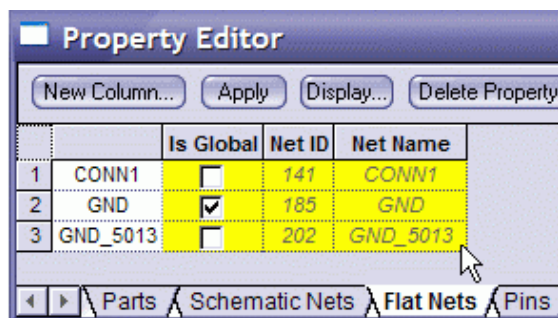 Property Editor
New Column... Apply Display... Delete Property
Is Global Net ID Net Name
1 CONN1 141 CONN1
2 GND 185 GND
3 GND_5013 202 GND_5013
Parts Schematic Nets Flat Nets Pins